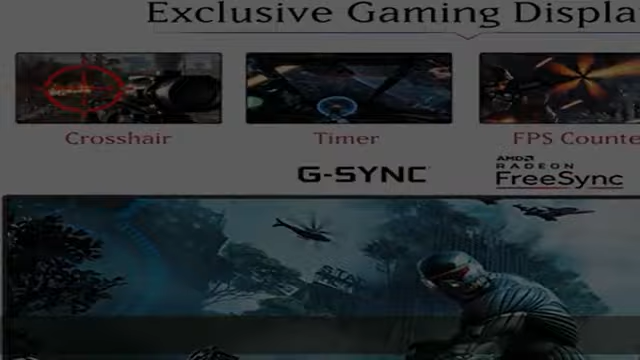 Exclusive Gaming Displa
Crosshair
Timer
FPS Counte
G-SYNC
AMD
RADEON
FreeSync